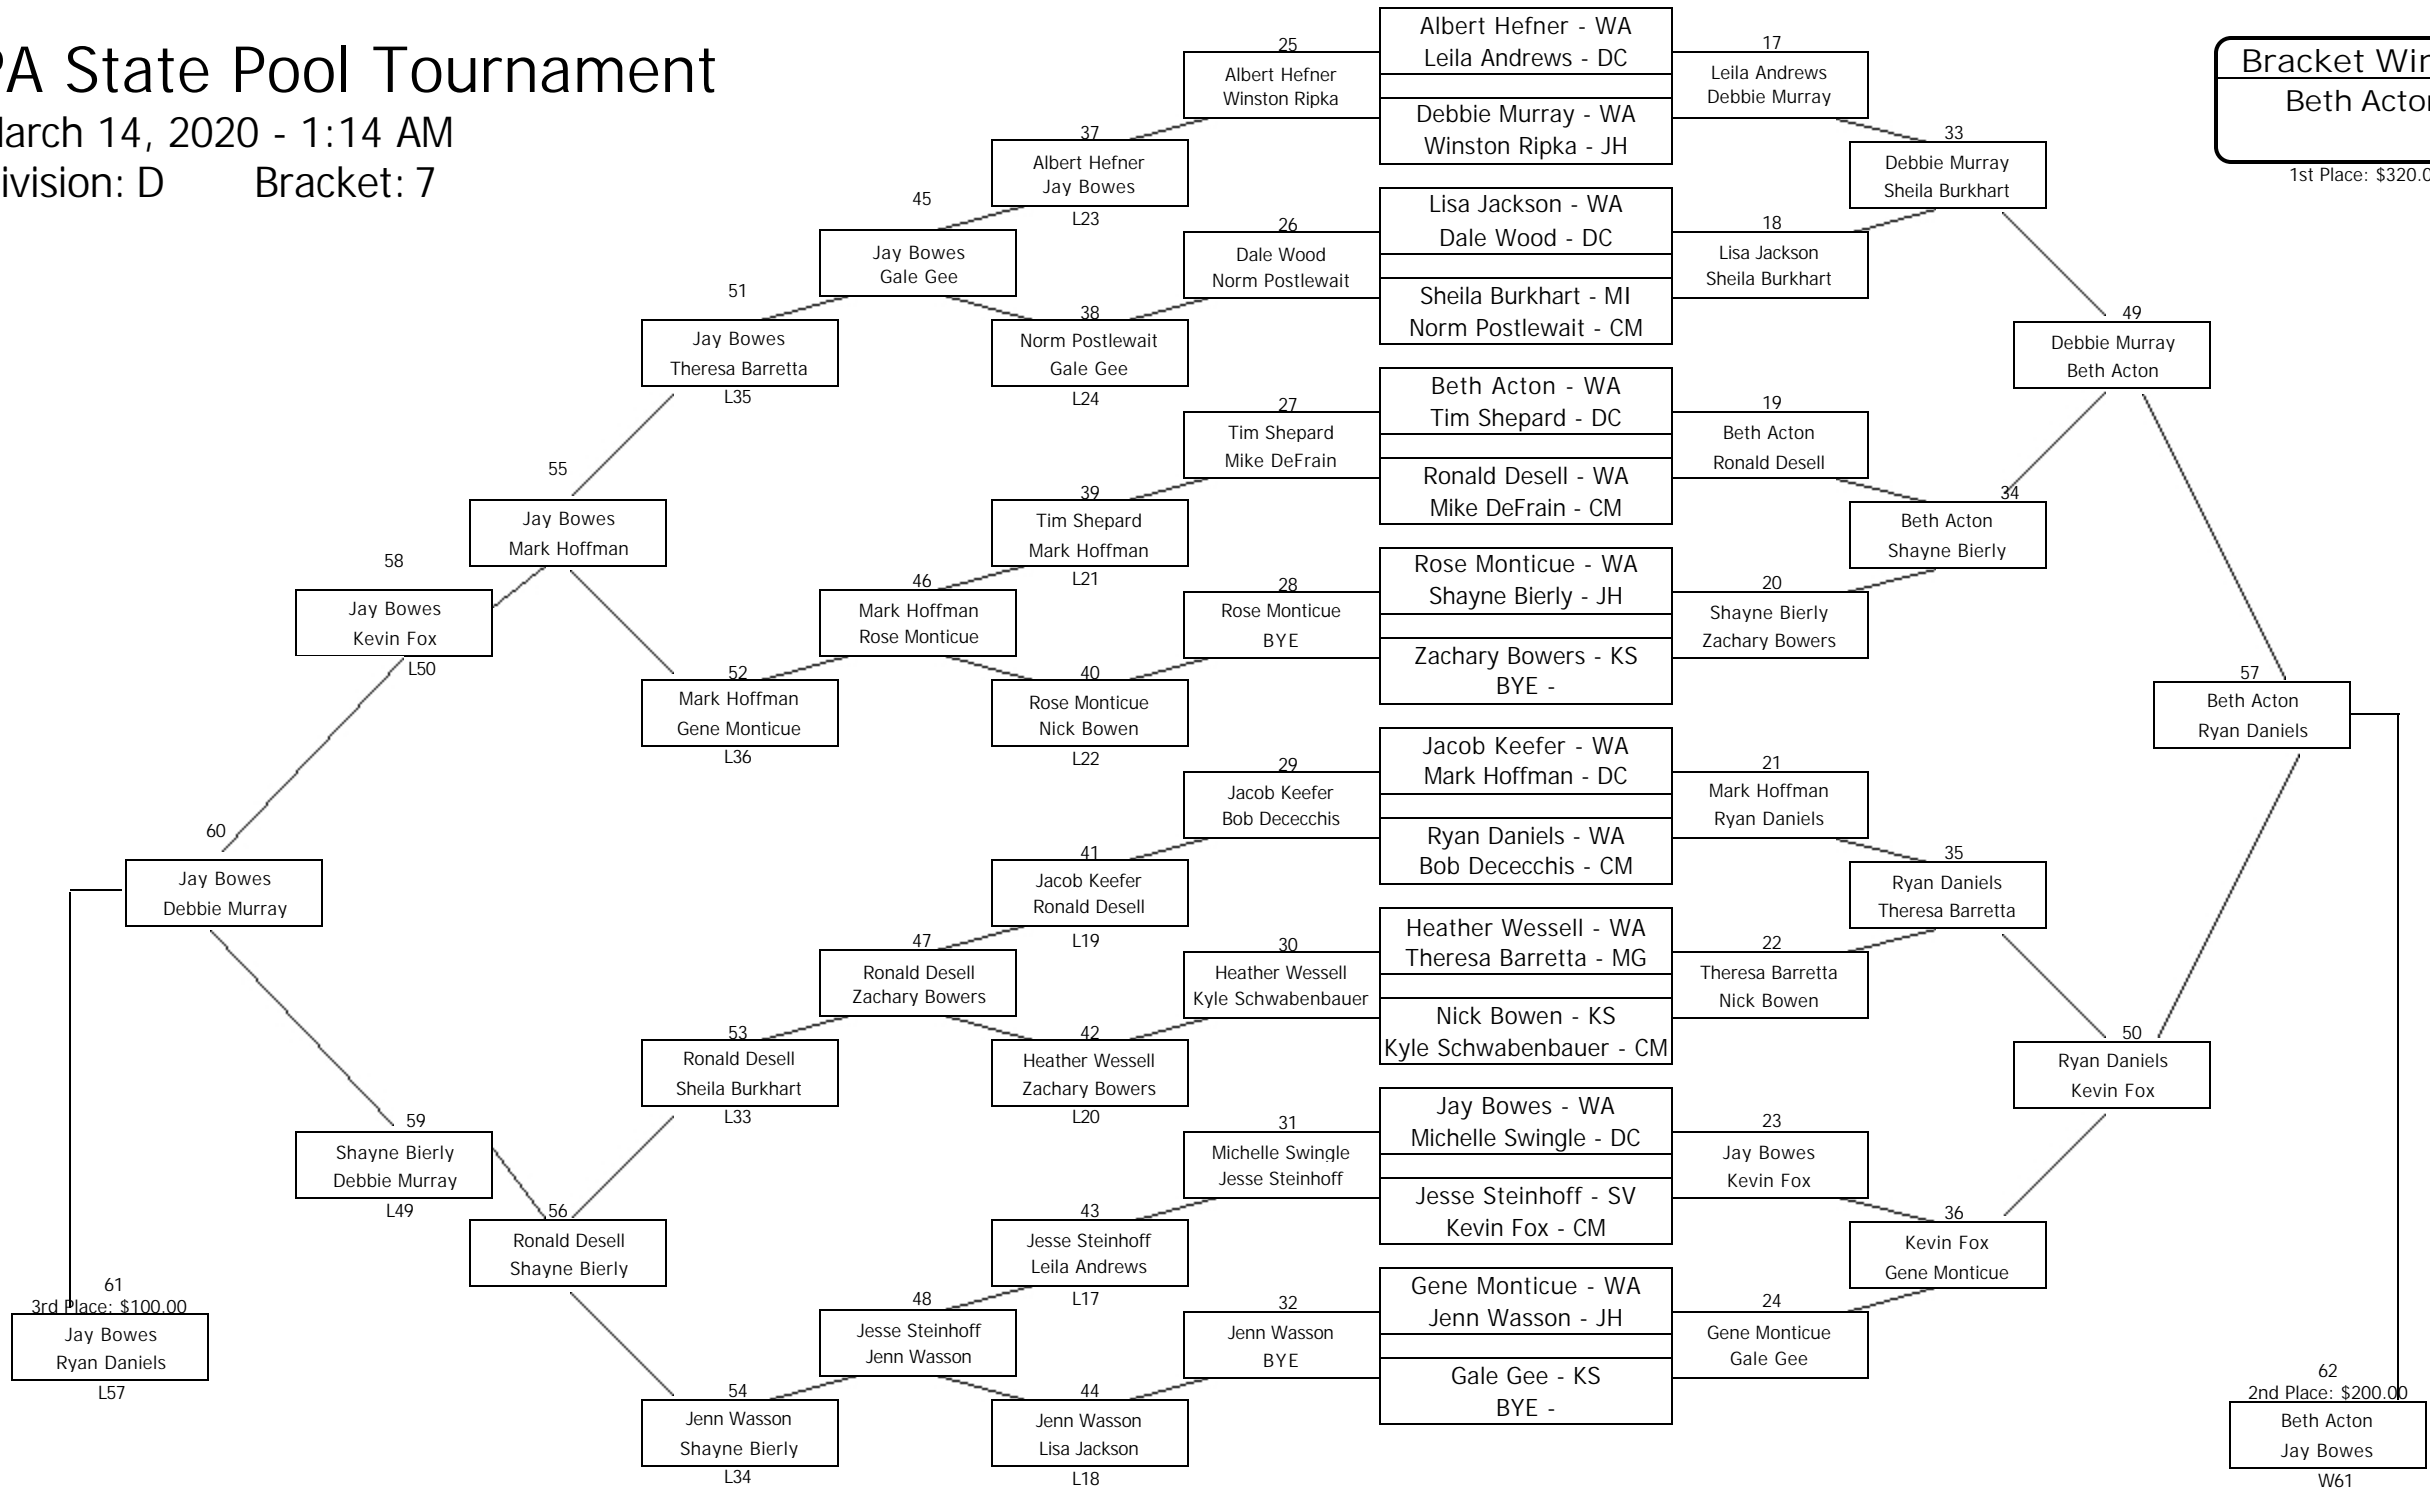 PA State Pool Tournament
March 14, 2020 - 1:14 AM
ivision: D Bracket: 7
Bracket Win
Beth Acton
1st Place: $320.0
Albert Hefner - WA
Leila Andrews - DC
Debbie Murray - WA
Winston Ripka - JH
Lisa Jackson - WA
Dale Wood - DC
Sheila Burkhart - MI
Norm Postlewait - CM
Beth Acton - WA
Tim Shepard - DC
Ronald Desell - WA
Mike DeFrain - CM
Rose Monticue - WA
Shayne Bierly - JH
Zachary Bowers - KS
BYE -
Jacob Keefer - WA
Mark Hoffman - DC
Ryan Daniels - WA
Bob Dececchis - CM
Heather Wessell - WA
Theresa Barretta - MG
Nick Bowen - KS
Kyle Schwabenbauer - CM
Jay Bowes - WA
Michelle Swingle - DC
Jesse Steinhoff - SV
Kevin Fox - CM
Gene Monticue - WA
Jenn Wasson - JH
Gale Gee - KS
BYE -
17
Leila Andrews
Debbie Murray
18
Lisa Jackson
Sheila Burkhart
19
Beth Acton
Ronald Desell
20
Shayne Bierly
Zachary Bowers
21
Mark Hoffman
Ryan Daniels
22
Theresa Barretta
Nick Bowen
23
Jay Bowes
Kevin Fox
24
Gene Monticue
Gale Gee
25
Albert Hefner
Winston Ripka
26
Dale Wood
Norm Postlewait
27
Tim Shepard
Mike DeFrain
28
Rose Monticue
BYE
29
Jacob Keefer
Bob Dececchis
30
Heather Wessell
Kyle Schwabenbauer
31
Michelle Swingle
Jesse Steinhoff
32
Jenn Wasson
BYE
33
Debbie Murray
Sheila Burkhart
34
Beth Acton
Shayne Bierly
35
Ryan Daniels
Theresa Barretta
36
Kevin Fox
Gene Monticue
37
Albert Hefner
Jay Bowes
L23
38
Norm Postlewait
Gale Gee
L24
39
Tim Shepard
Mark Hoffman
L21
40
Rose Monticue
Nick Bowen
L22
41
Jacob Keefer
Ronald Desell
L19
42
Heather Wessell
Zachary Bowers
L20
43
Jesse Steinhoff
Leila Andrews
L17
44
Jenn Wasson
Lisa Jackson
L18
45
Jay Bowes
Gale Gee
46
Mark Hoffman
Rose Monticue
47
Ronald Desell
Zachary Bowers
48
Jesse Steinhoff
Jenn Wasson
49
Debbie Murray
Beth Acton
50
Ryan Daniels
Kevin Fox
51
Jay Bowes
Theresa Barretta
L35
52
Mark Hoffman
Gene Monticue
L36
53
Ronald Desell
Sheila Burkhart
L33
54
Jenn Wasson
Shayne Bierly
L34
55
Jay Bowes
Mark Hoffman
56
Ronald Desell
Shayne Bierly
57
Beth Acton
Ryan Daniels
58
Jay Bowes
Kevin Fox
L50
59
Shayne Bierly
Debbie Murray
L49
60
Jay Bowes
Debbie Murray
61
3rd Place: $100.00
Jay Bowes
Ryan Daniels
L57
62
2nd Place: $200.00
Beth Acton
Jay Bowes
W61